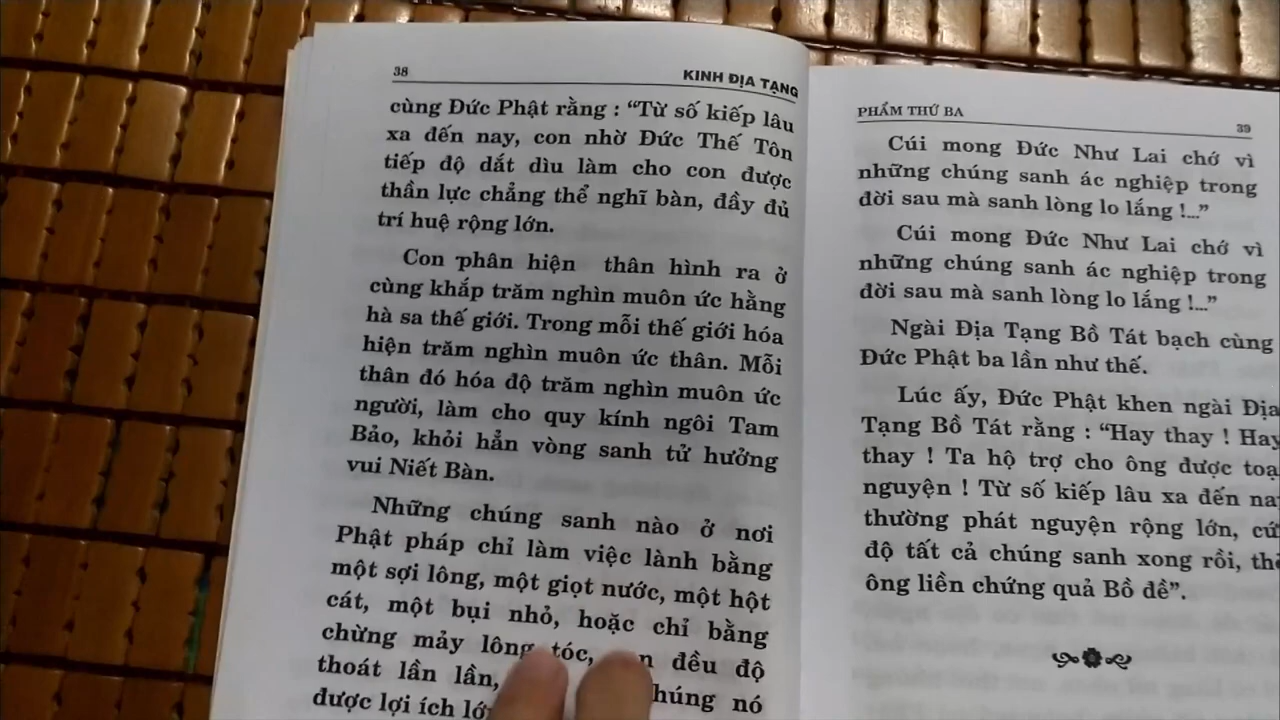 38
KINH ĐỊA TẠNG
cùng Đức Phật rằng : “Từ số kiếp lâu
xa đến nay, con nhờ Đức Thế Tôn
tiếp độ dắt dìu làm cho con được
thần lực chẳng thể nghĩ bàn, đầy đủ
trí huệ rộng lớn.
Con phân hiện thân hình ra ở
cùng khắp trăm nghìn muôn ức hằng
hà sa thế giới. Trong mỗi thế giới hóa
hiện trăm nghìn muôn ức thân. Mỗi
thân đó hóa độ trăm nghìn muôn ức
người, làm cho quy kính ngôi Tam
Bảo, khỏi hẳn vòng sanh tử hưởng
vui Niết Bàn.
Những chúng sanh nào ở nơi
Phật pháp chỉ làm việc lành bằng
một sợi lông, một giọt nước, một hột
cát, một bụi nhỏ, hoặc chỉ bằng
chừng mảy lông tóc, đều độ
thoát lần lần, nó
được lợi ích
PHẨM THỨ BA
39
Cúi mong Đức Như Lai chớ vì
những chúng sanh ác nghiệp trong
đời sau mà sanh lòng lo lắng !...”
Cúi mong Đức Như Lai chớ vì
những chúng sanh ác nghiệp trong
đời sau mà sanh lòng lo lắng !...”
Ngài Địa Tạng Bồ Tát bạch cùng
Đức Phật ba lần như thế.
Lúc ấy, Đức Phật khen ngài Địa
Tạng Bồ Tát rằng : “Hay thay ! Hay
thay ! Ta hộ trợ cho ông được toại
nguyện ! Từ số kiếp lâu xa đến
thường phát nguyện rộng lớn,
độ tất cả chúng sanh xong rồi,
ông liền chứng quả Bồ đề”.